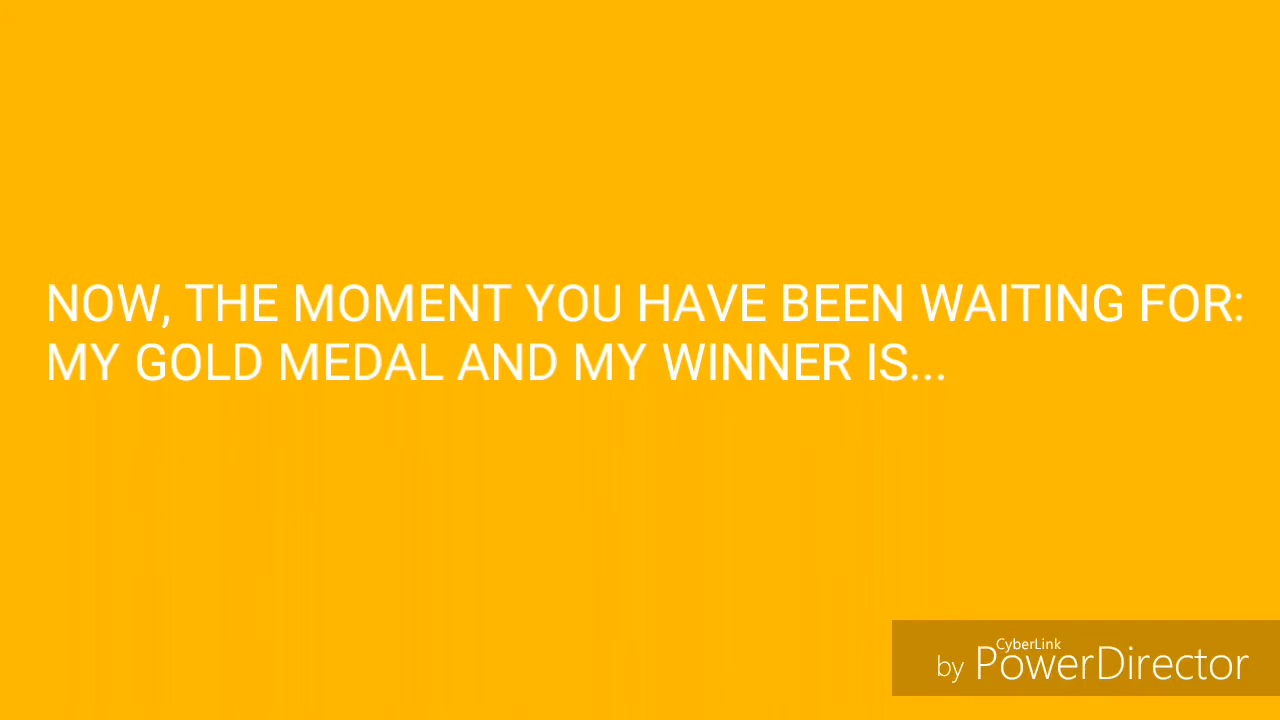 NOW, THE MOMENT YOU HAVE BEEN WAITING FOR:
MY GOLD MEDAL AND MY WINNER IS...
CyberLink
by PowerDirector